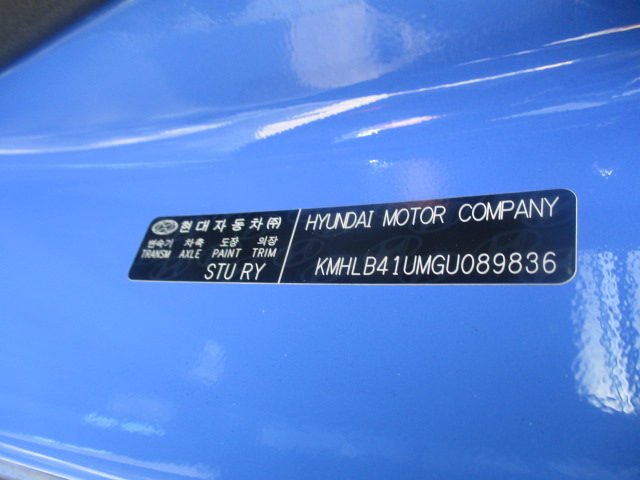 현대자동차㈜
변속기 차축 도장 의장
TRANSM AXLE PAINT TRIM
STU RY
HYUNDAI MOTOR COMPANY
KMHLB41UMGU089836